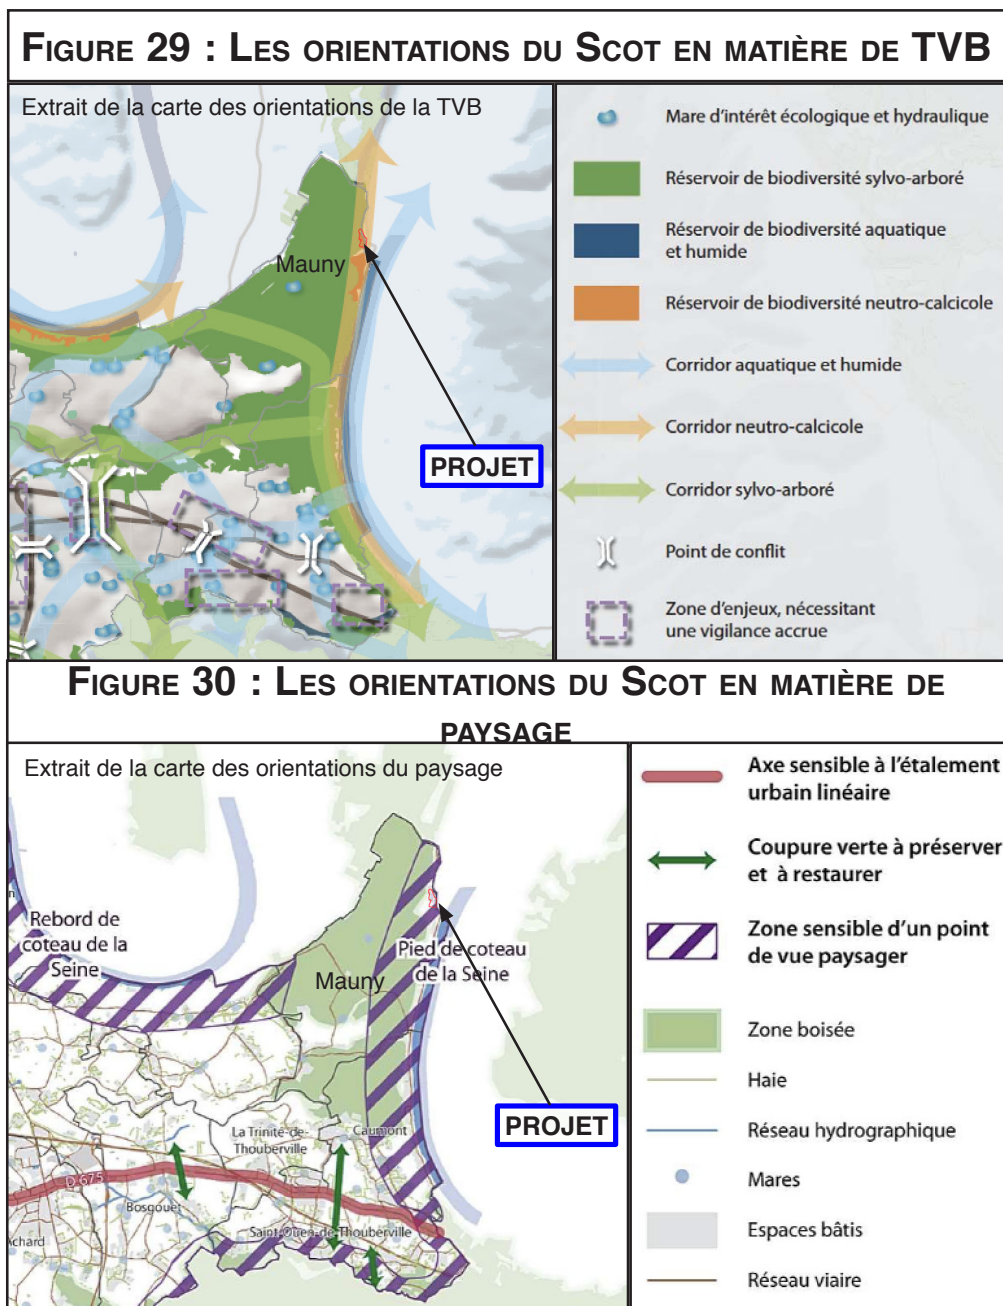 FIGURE 29 : LES ORIENTATIONS DU SCOT EN MATIÈRE DE TVB
Extrait de la carte des orientations de la TVB
Mauny
PROJET
Mare d'intérêt écologique et hydraulique
Réservoir de biodiversité sylvo-arboré
Réservoir de biodiversité aquatique
et humide
Réservoir de biodiversité neutro-calcicole
Corridor aquatique et humide
Corridor neutro-calcicole
Corridor sylvo-arboré
Point de conflit
Zone d'enjeux, nécessitant
une vigilance accrue
FIGURE 30 : LES ORIENTATIONS DU SCOT EN MATIÈRE DE
PAYSAGE
Extrait de la carte des orientations du paysage
Rebord de
coteau de la
Seine
Mauny
Pied de coteau
de la Seine
PROJET
La Trinité-de-
Thouberville
Caumont
D 675
Bosgouet
Saint-Ouen-de-Thouberville
Achard
Axe sensible à l'étalement
urbain linéaire
Coupure verte à préserver
et à restaurer
Zone sensible d'un point
de vue paysager
Zone boisée
Haie
Réseau hydrographique
Mares
Espaces bâtis
Réseau viaire